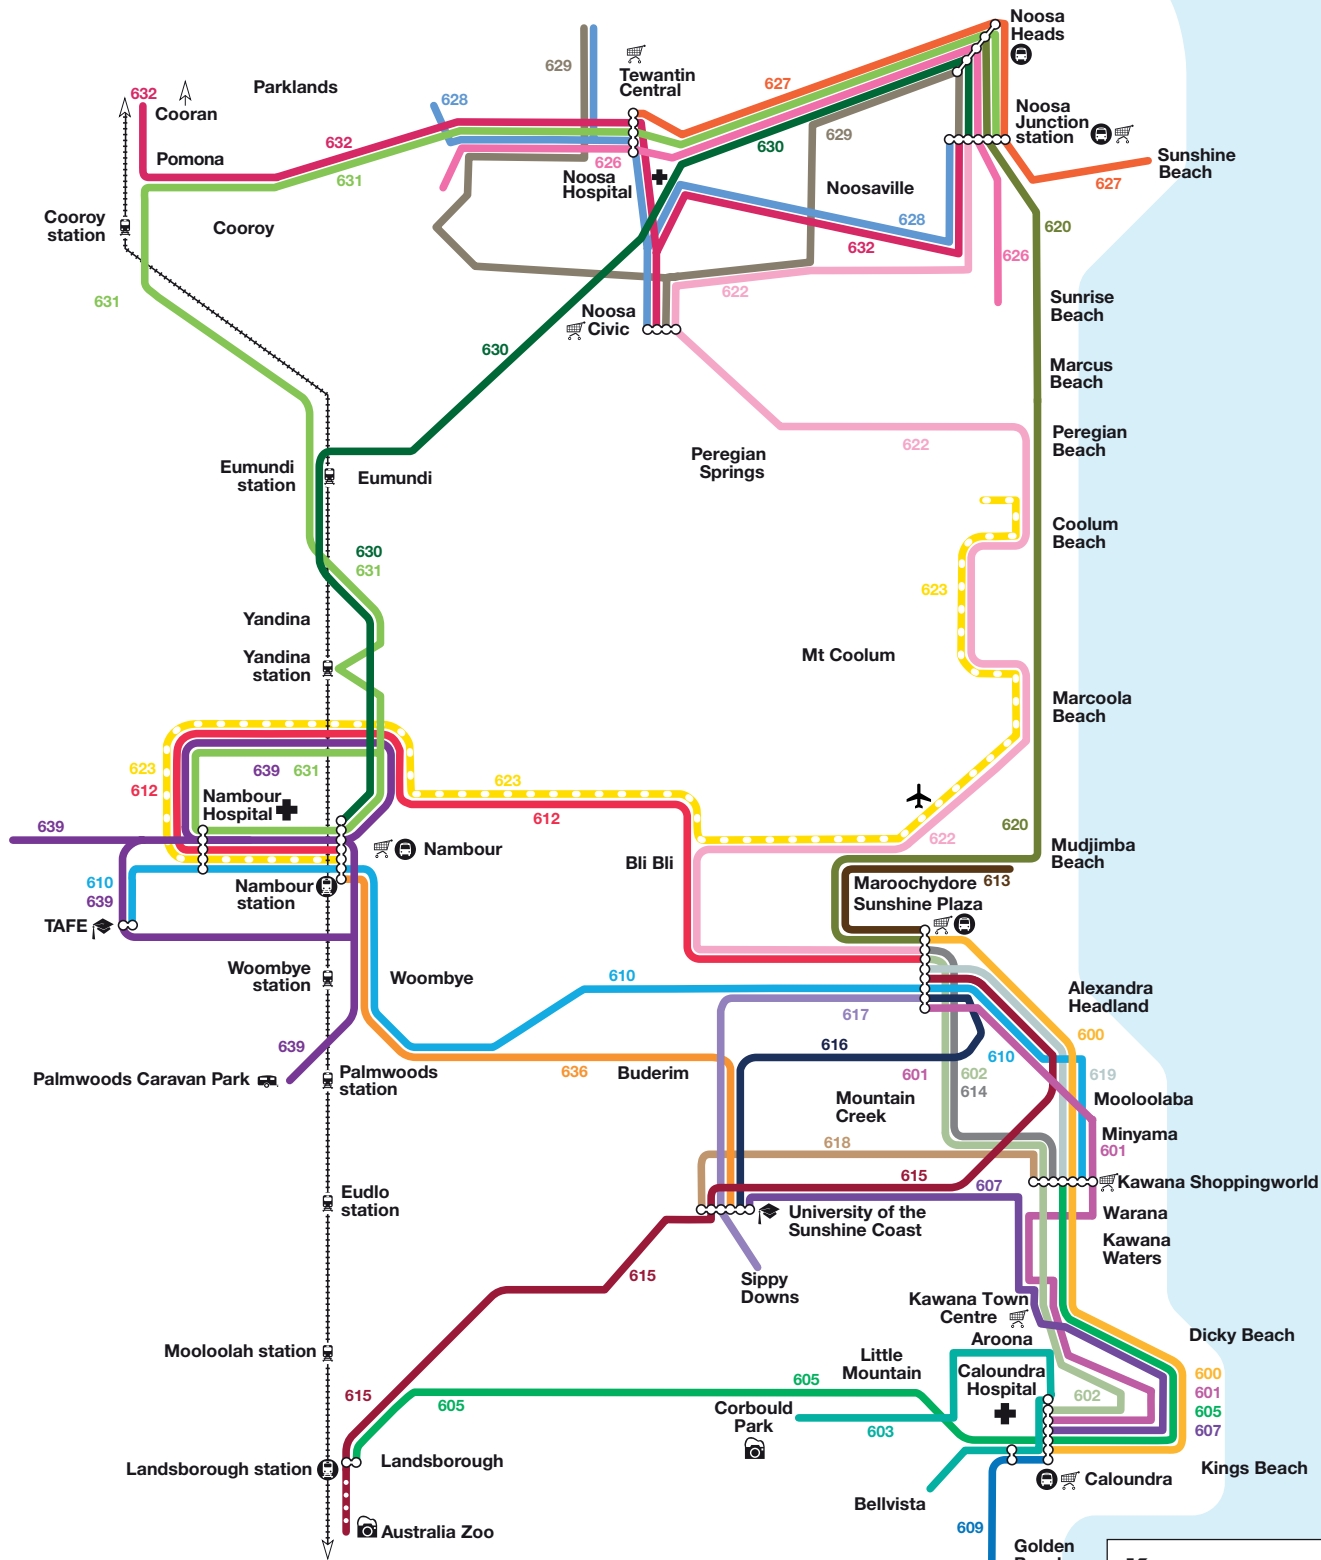 Noosa
Heads
629
Tewantin
Central
627
632
Parklands
628
Cooran
Noosa
Junction
station
629
632
630
Pomona
626
Sunshine
Beach
631
Noosa
Hospital
Noosaville
627
Cooroy
station
Cooroy
628
632
620
626
622
631
Noosa
Civic
Sunrise
Beach
630
Marcus
Beach
Peregian
Beach
622
Peregian
Springs
Eumundi
station
Eumundi
Coolum
Beach
630
631
623
Yandina
Yandina
station
Mt Coolum
Marcoola
Beach
623
639
631
623
612
Nambour
Hospital
612
639
620
622
Nambour
Mudjimba
Beach
Bli Bli
610
639
Nambour
station
Maroochydore
613
Sunshine Plaza
TAFE
Woombye
station
Woombye
610
Alexandra
Headland
617
600
616
639
610
Palmwoods Caravan Park
Palmwoods
station
636
Buderim
601
602
614
619
Mountain
Creek
Mooloolaba
Minyama
618
601
615
Kawana Shoppingworld
607
Eudlo
station
University of the
Sunshine Coast
Warana
Kawana
Waters
615
Sippy
Downs
Kawana Town
Centre
Aroona
Dicky Beach
Mooloolah station
Little
Mountain
Caloundra
Hospital
605
600
601
605
607
615
605
602
Corbould
Park
603
Landsborough station
Landsborough
Kings Beach
Caloundra
Bellvista
609
Australia Zoo
Golden